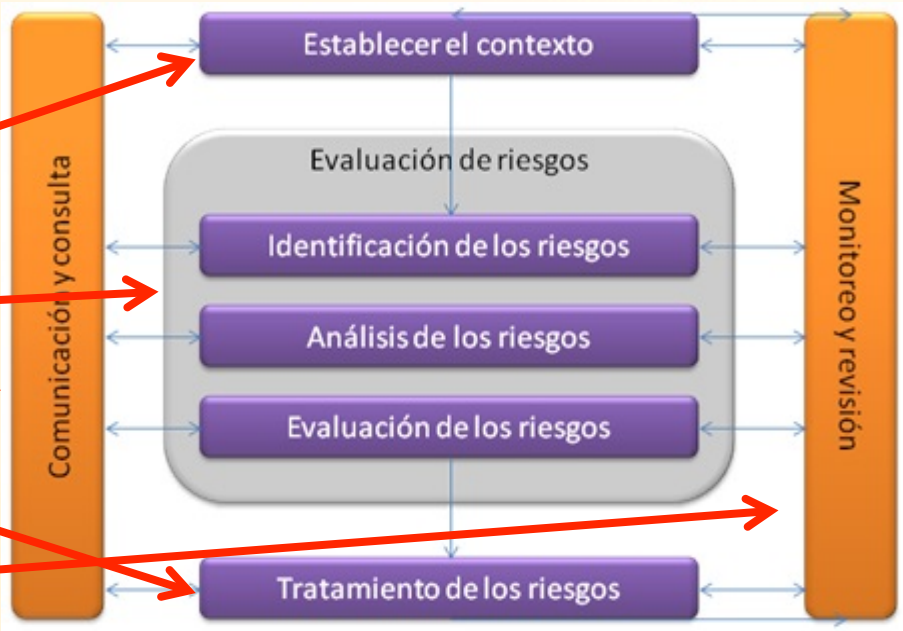 Establecer el contexto
Evaluación de riesgos
Comunicación y consulta
Identificación de los riesgos
Análisis de los riesgos
Evaluación de los riesgos
Monitoreo y revisión
Tratamiento de los riesgos